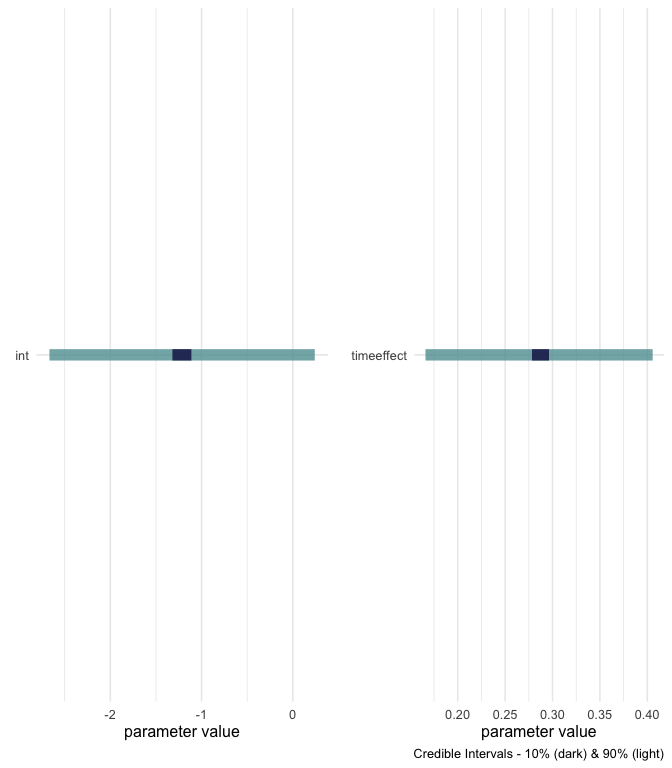 int
timeeffect
-2 -1 0
0.20 0.25 0.30 0.35 0.40
parameter value
parameter value
Credible Intervals - 10% (dark) & 90% (light)